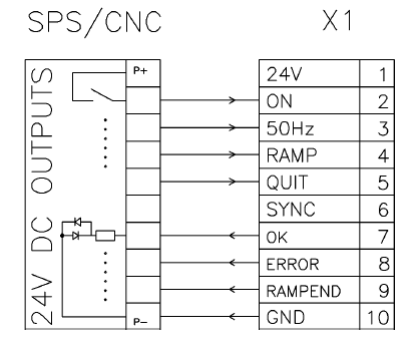 SPS/CNC X1
24V DC OUTPUTS
P+
24V 1
ON 2
50Hz 3
RAMP 4
QUIT 5
SYNC 6
OK 7
ERROR 8
RAMPEND 9
P– GND 10